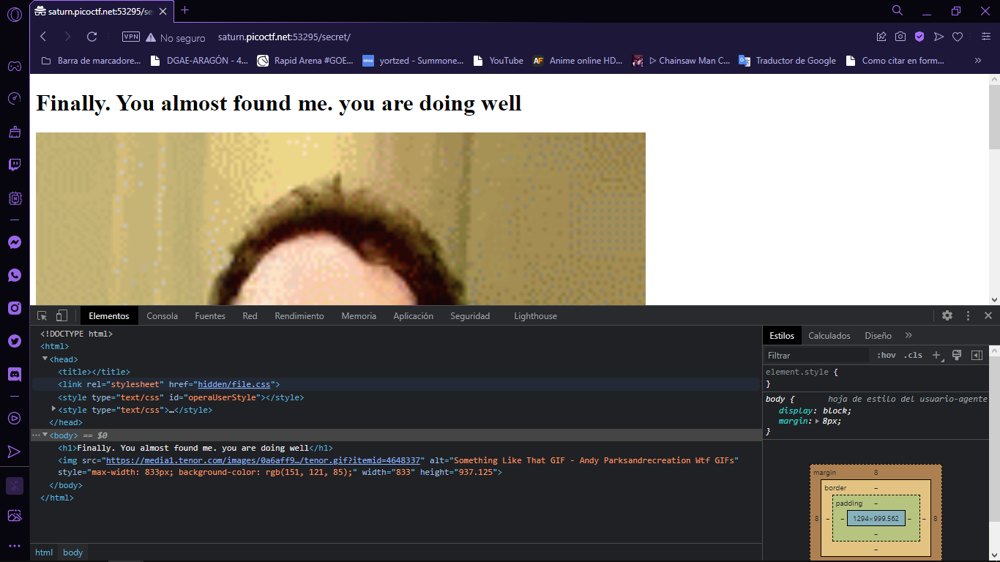 saturn.picoctf.net:53295/se
VPN
No seguro
saturn.picoctf.net:53295/secret/
Barra de marcadore...
DGAE-ARAGÓN - 4...
Rapid Arena #GOE...
yortzed - Summone...
YouTube
AF
Anime online HD...
▷ Chainsaw Man C...
Traductor de Google
Como citar en form...
»
Finally. You almost found me. you are doing well
Elementos
Consola
Fuentes
Red
Rendimiento
Memoria
Aplicación
Seguridad
Lighthouse
<!DOCTYPE html>
<html>
<head>
<title></title>
<link rel="stylesheet" href="hidden/file.css">
<style type="text/css" id="operaUserStyle"></style>
<style type="text/css">…</style>
</head>
<body> == $0
<h1>Finally. You almost found me. you are doing well</h1>
<img src="https://media1.tenor.com/images/0a6aff9…/tenor.gif?itemid=4648337" alt="Something Like That GIF - Andy Parksandrecreation Wtf GIFs"
style="max-width: 833px; background-color: rgb(151, 121, 85);" width="833" height="937.125">
</body>
</html>
html
body
Estilos
Calculados
Diseño
»
Filtrar
:hov
.cls
+
element.style {
}
body {
hoja de estilo del usuario-agente
display: block;
margin: 8px;
}
margin
8
border
–
padding
–
8
–
–
1294×999.562
–
–
8
–
–